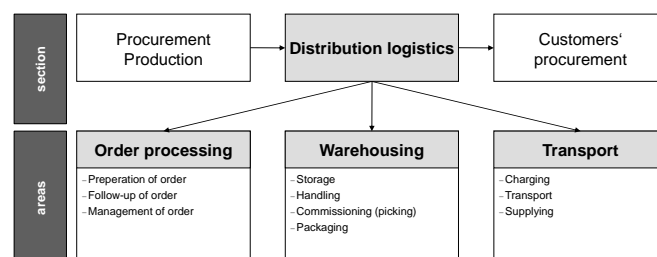 section
Procurement
Production
Distribution logistics
Customers‘
procurement
areas
Order processing
- Preperation of order
- Follow-up of order
- Management of order
Warehousing
- Storage
- Handling
- Commissioning (picking)
- Packaging
Transport
- Charging
- Transport
- Supplying